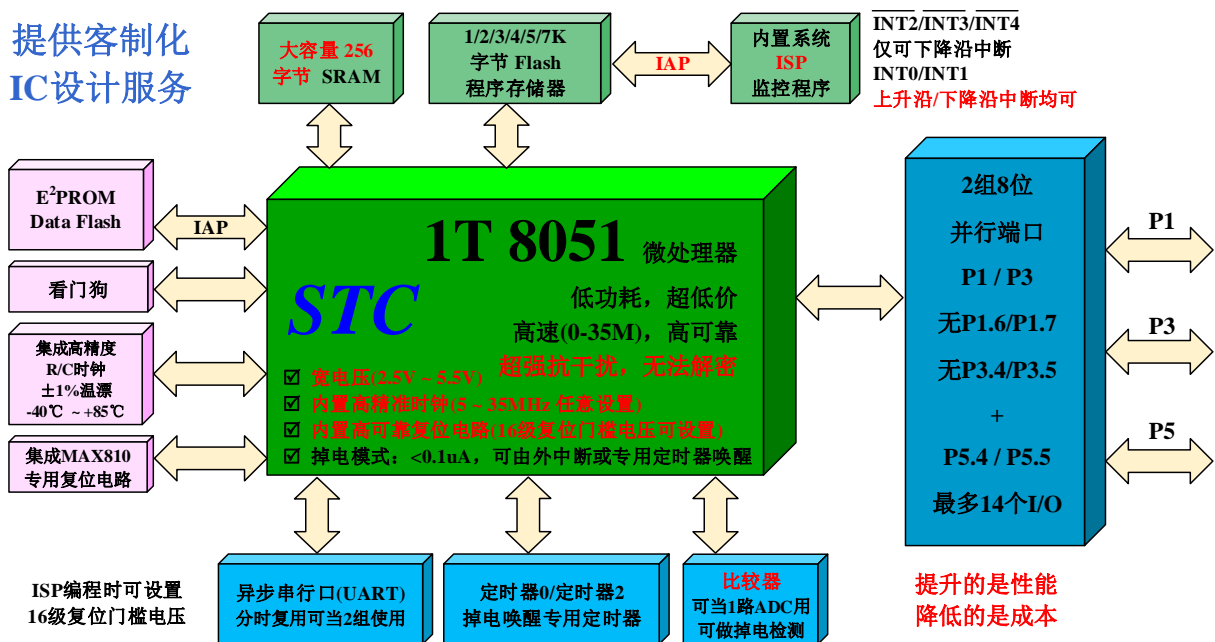 提供客制化
IC设计服务
大容量 256
字节 SRAM
1/2/3/4/5/7K
字节 Flash
程序存储器
IAP
内置系统
ISP
监控程序
INT2/INT3/INT4
仅可下降沿中断
INT0/INT1
上升沿/下降沿中断均可
E²PROM
Data Flash
IAP
看门狗
集成高精度
R/C时钟
±1%温漂
-40℃ ~ +85℃
集成MAX810
专用复位电路
1T 8051 微处理器
STC
低功耗，超低价
高速(0-35M)，高可靠
超强抗干扰，无法解密
☑ 宽电压(2.5V ~ 5.5V)
☑ 内置高精准时钟(5 ~ 35MHz 任意设置)
☑ 内置高可靠复位电路(16级复位门槛电压可设置)
☑ 掉电模式：<0.1uA，可由外中断或专用定时器唤醒
2组8位
并行端口
P1 / P3
无P1.6/P1.7
无P3.4/P3.5
+
P5.4 / P5.5
最多14个I/O
P1
P3
P5
ISP编程时可设置
16级复位门槛电压
异步串行口(UART)
分时复用可当2组使用
定时器0/定时器2
掉电唤醒专用定时器
比较器
可当1路ADC用
可做掉电检测
提升的是性能
降低的是成本